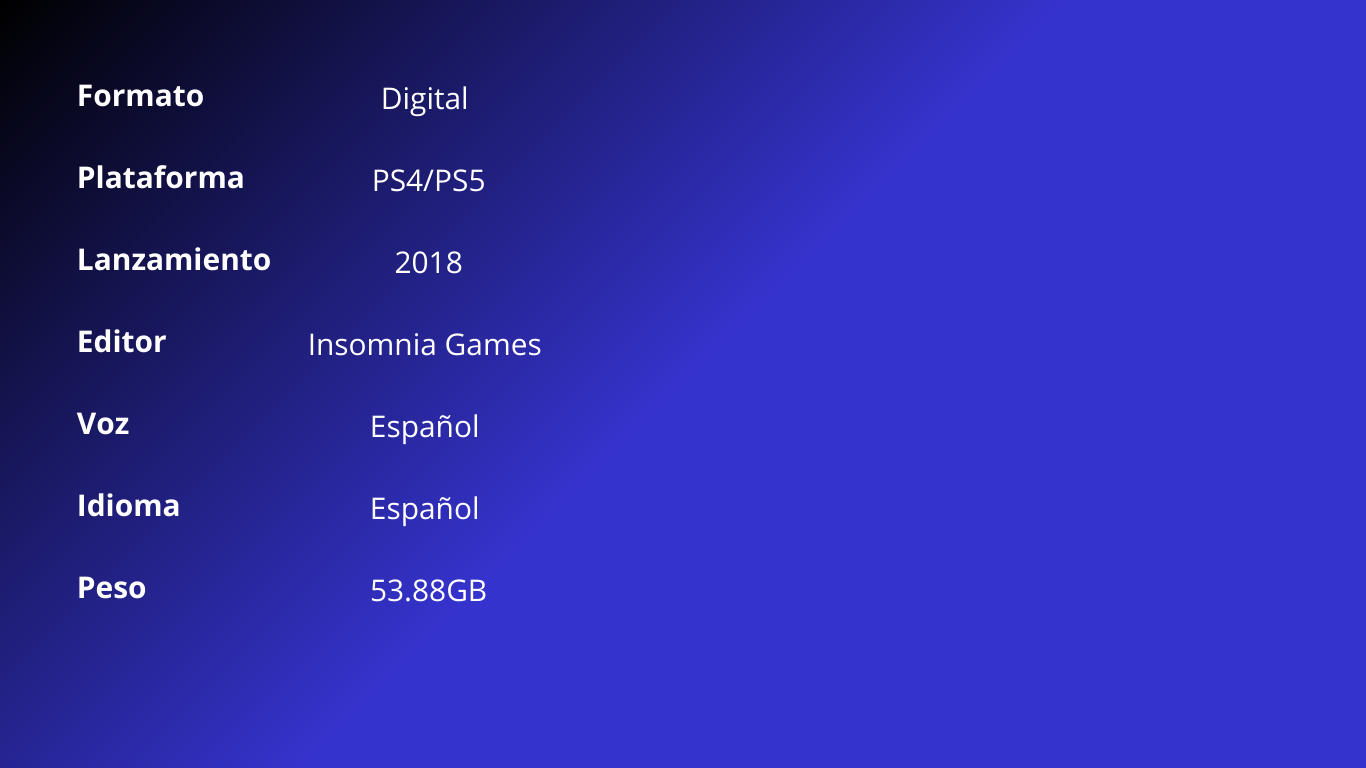 Formato Digital
Plataforma PS4/PS5
Lanzamiento 2018
Editor Insomnia Games
Voz Español
Idioma Español
Peso 53.88GB